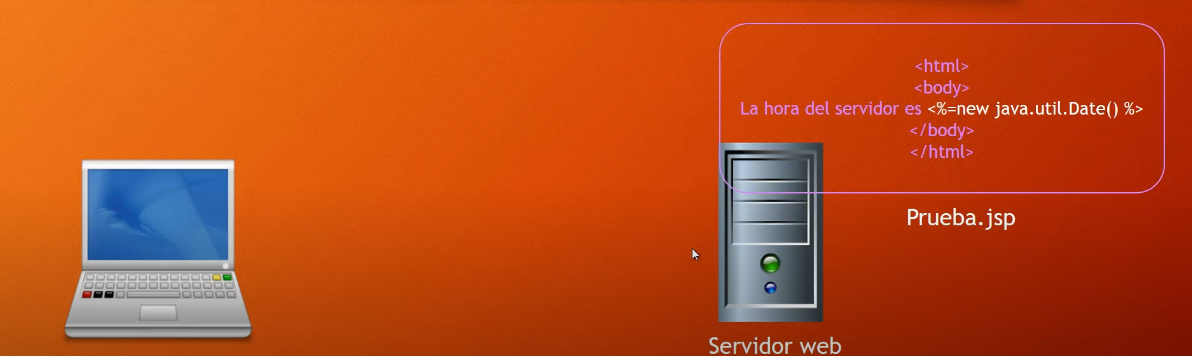 <html>
<body>
La hora del servidor es <%=new java.util.Date() %>
</body>
</html>
Prueba.jsp
Servidor web